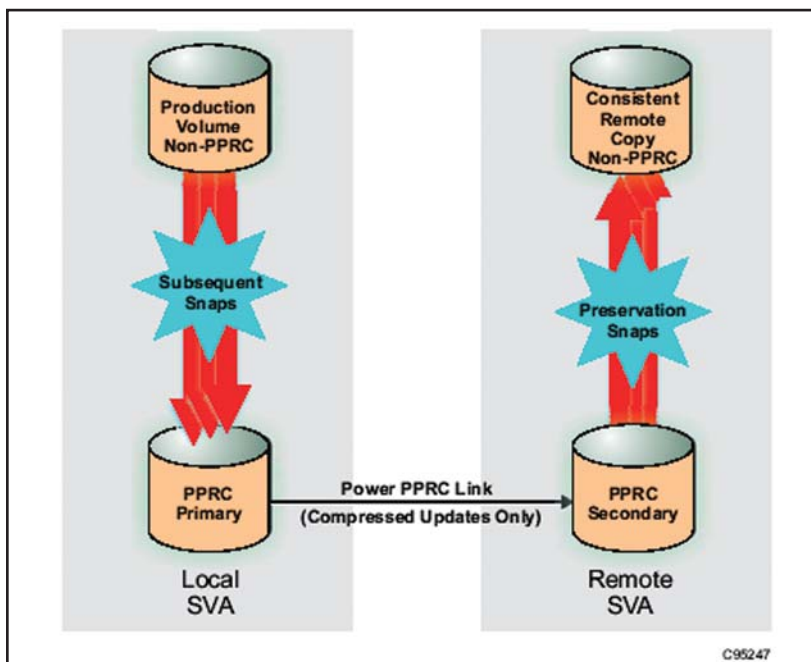 Production
Volume
Non-PPRC
Subsequent
Snaps
PPRC
Primary
Local
SVA
Power PPRC Link
(Compressed Updates Only)
Consistent
Remote
Copy
Non-PPRC
Preservation
Snaps
PPRC
Secondary
Remote
SVA
C95247